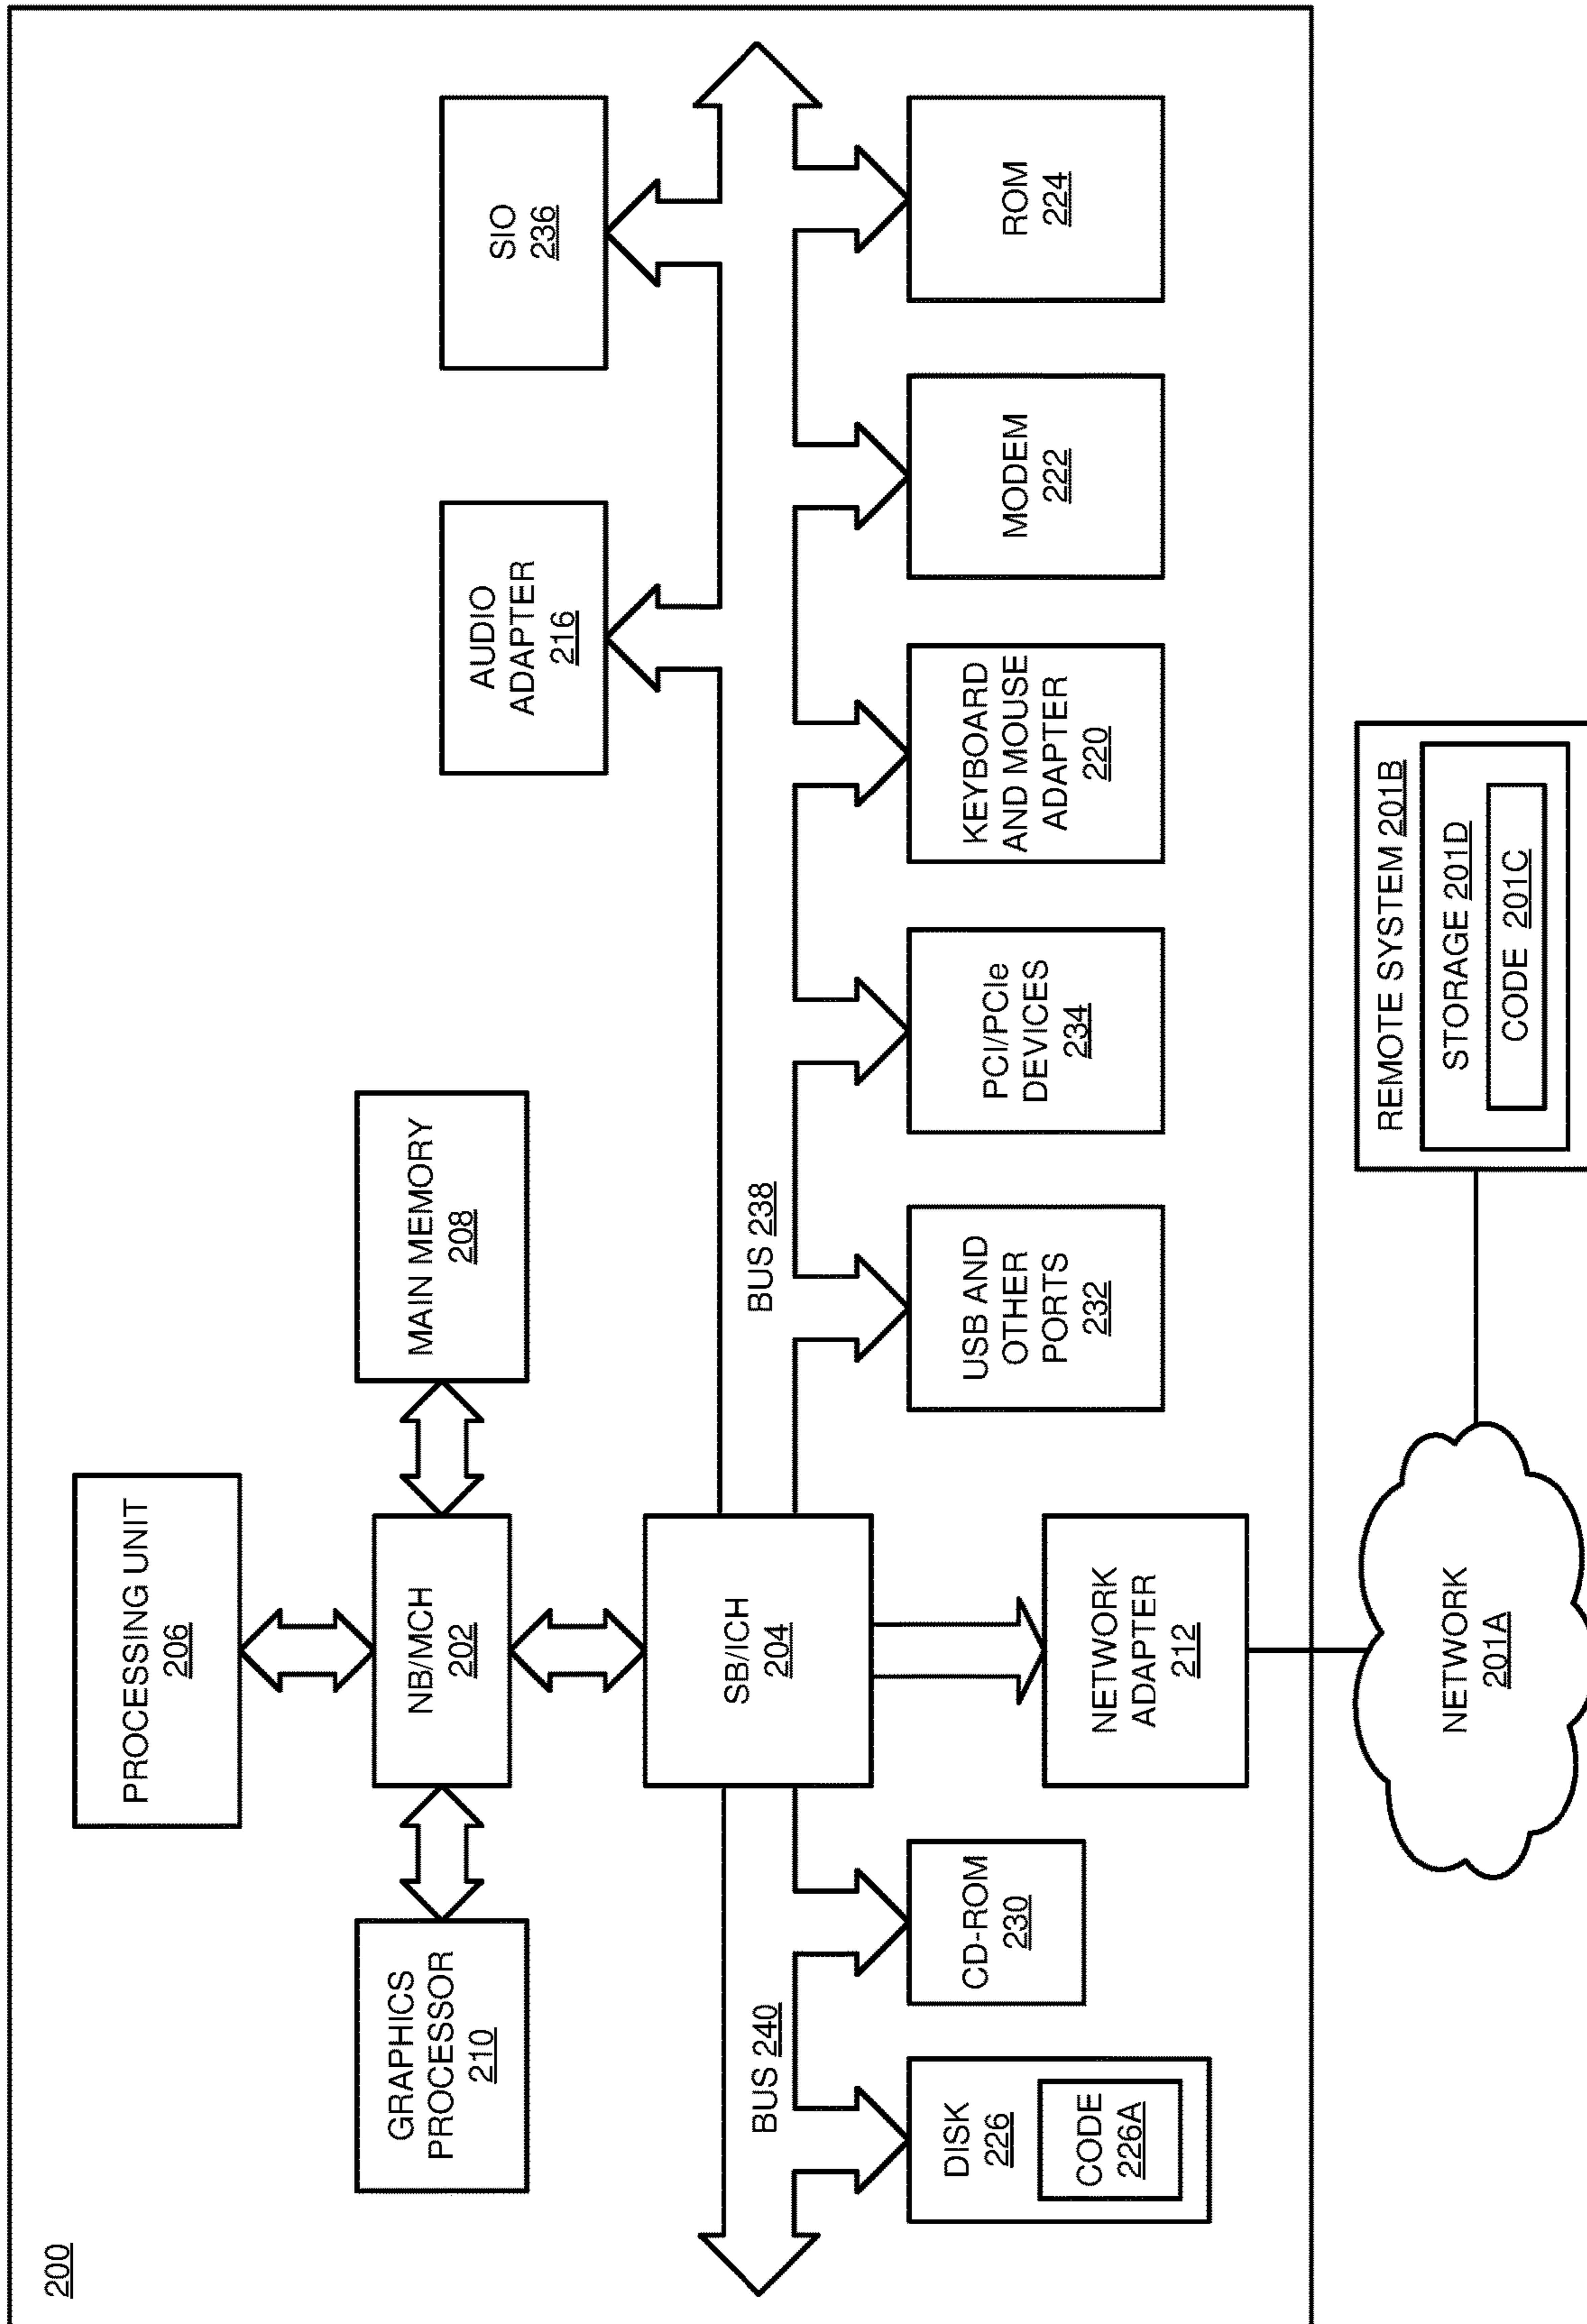 200
PROCESSING UNIT
206
GRAPHICS
PROCESSOR
210
NB/MCH
202
MAIN MEMORY
208
AUDIO
ADAPTER
216
SIO
236
SB/ICH
204
BUS 240
BUS 238
DISK
226
CODE
226A
CD-ROM
230
NETWORK
ADAPTER
212
USB AND
OTHER
PORTS
232
PCI/PCIe
DEVICES
234
KEYBOARD
AND MOUSE
ADAPTER
220
MODEM
222
ROM
224
NETWORK
201A
REMOTE SYSTEM 201B
STORAGE 201D
CODE 201C